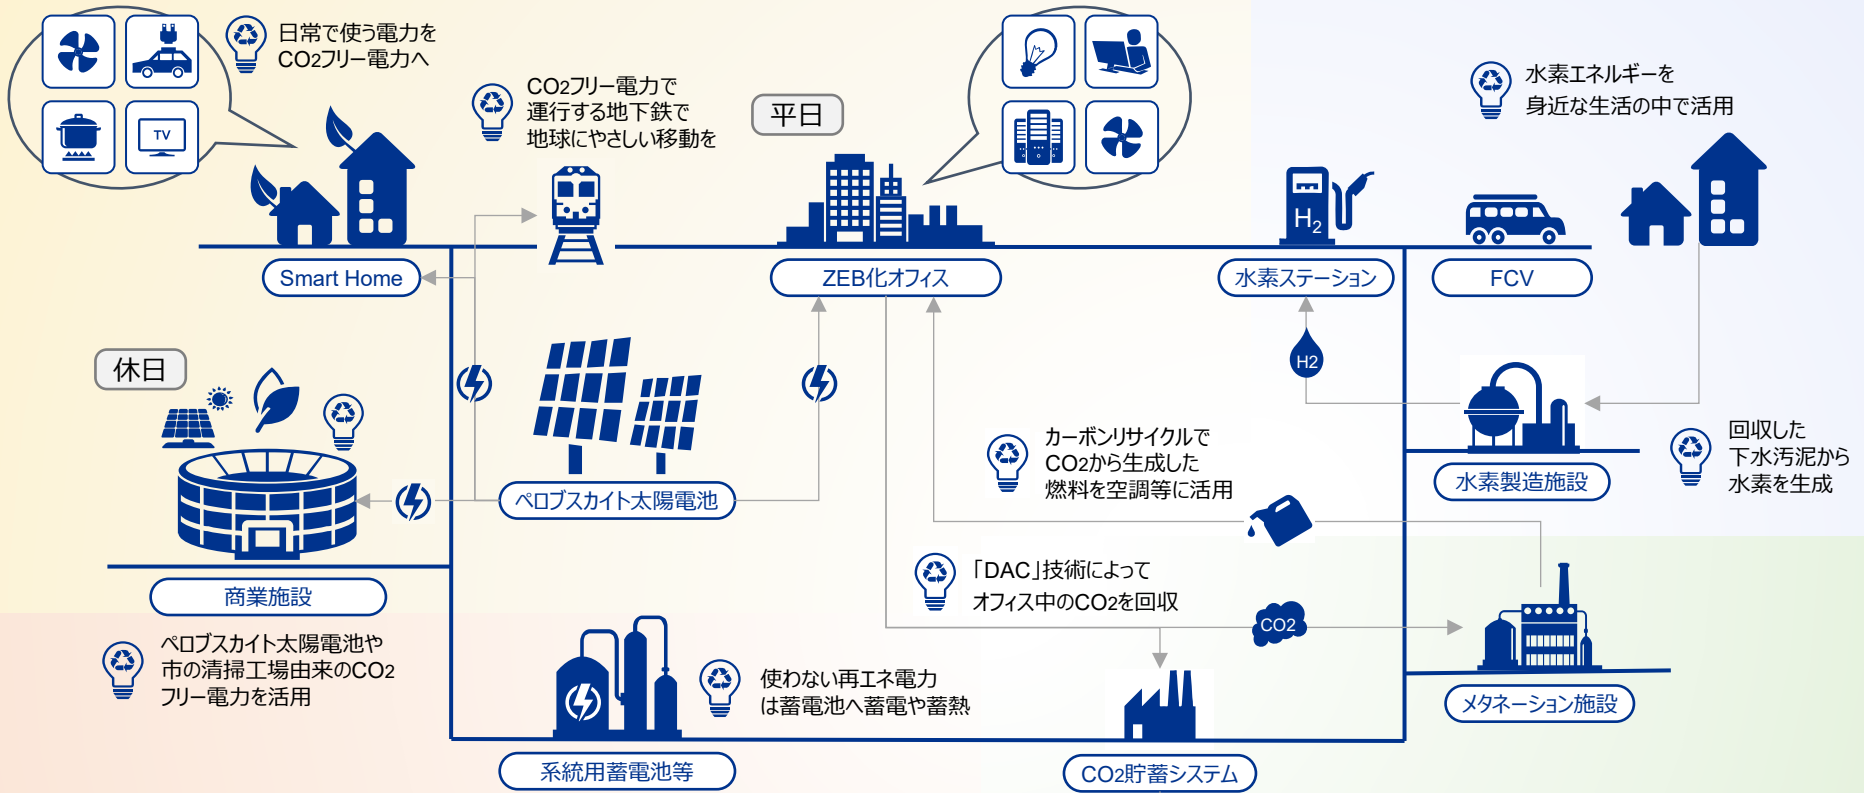 日常で使う電力を
CO2フリー電力へ
TV
CO2フリー電力で
運行する地下鉄で
地球にやさしい移動を
平日
水素エネルギーを
身近な生活の中で活用
H2
Smart Home
ZEB化オフィス
水素ステーション
FCV
休日
H2
カーボンリサイクルで
CO2から生成した
燃料を空調等に活用
回収した
下水汚泥から
水素を生成
ペロブスカイト太陽電池
水素製造施設
「DAC」技術によって
オフィス中のCO2を回収
商業施設
CO2
ペロブスカイト太陽電池や
市の清掃工場由来のCO2
フリー電力を活用
使わない再エネ電力
は蓄電池へ蓄電や蓄熱
メタネーション施設
系統用蓄電池等
CO2貯蓄システム